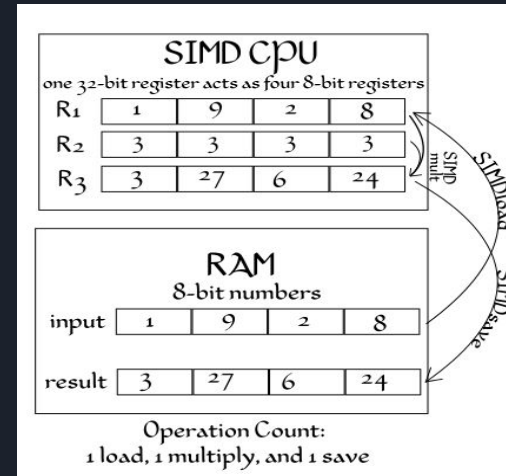 SIMD CPU
one 32-bit register acts as four 8-bit registers
R1 1 9 2 8
R2 3 3 3 3
R3 3 27 6 24
SIMD mult
SIMD load
SIMD save
RAM
8-bit numbers
input 1 9 2 8
result 3 27 6 24
Operation Count:
1 load, 1 multiply, and 1 save